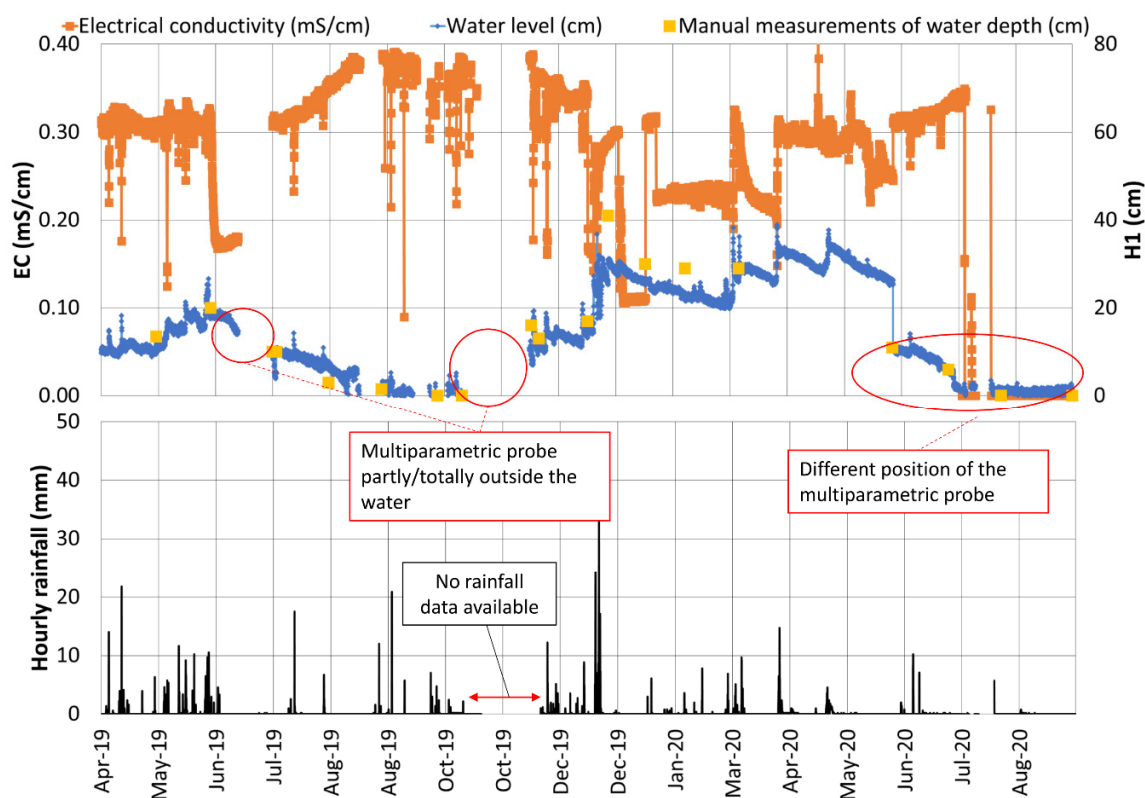 Electrical conductivity (mS/cm)
Water level (cm)
Manual measurements of water depth (cm)
EC (mS/cm)
0.40
0.30
0.20
0.10
0.00
H1 (cm)
80
60
40
20
0
Multiparametric probe
partly/totally outside the
water
Different position of the
multiparametric probe
Hourly rainfall (mm)
50
40
30
20
10
0
No rainfall
data available
Apr-19
May-19
Jun-19
Jul-19
Aug-19
Aug-19
Oct-19
Oct-19
Dec-19
Dec-19
Jan-20
Mar-20
Apr-20
May-20
Jun-20
Jul-20
Aug-20